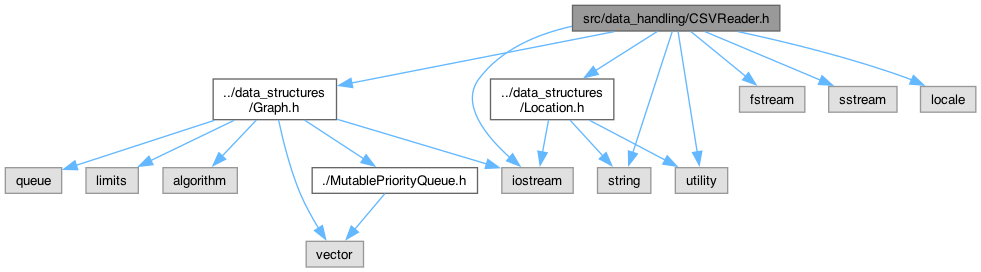 src/data_handling/CSVReader.h
../data_structures
/Graph.h
../data_structures
/Location.h
fstream
sstream
locale
queue
limits
algorithm
./MutablePriorityQueue.h
iostream
string
utility
vector